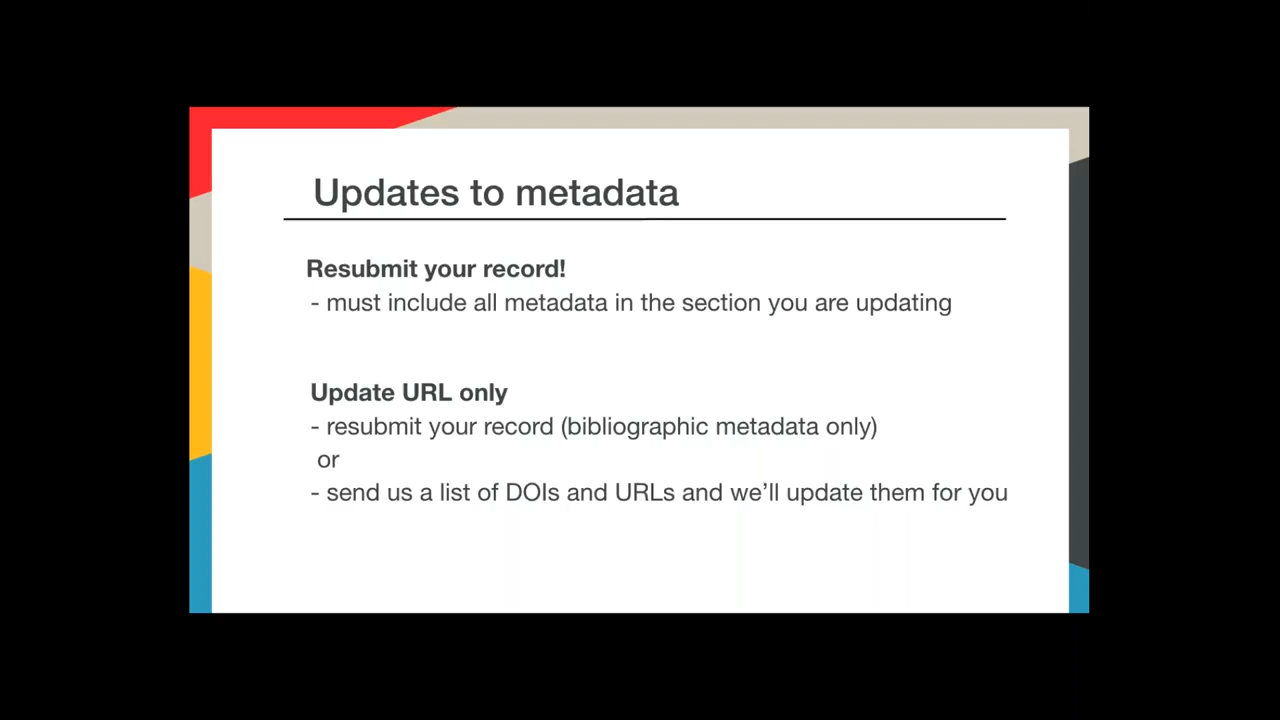 Updates to metadata
Resubmit your record!
- must include all metadata in the section you are updating
Update URL only
- resubmit your record (bibliographic metadata only)
or
- send us a list of DOIs and URLs and we’ll update them for you